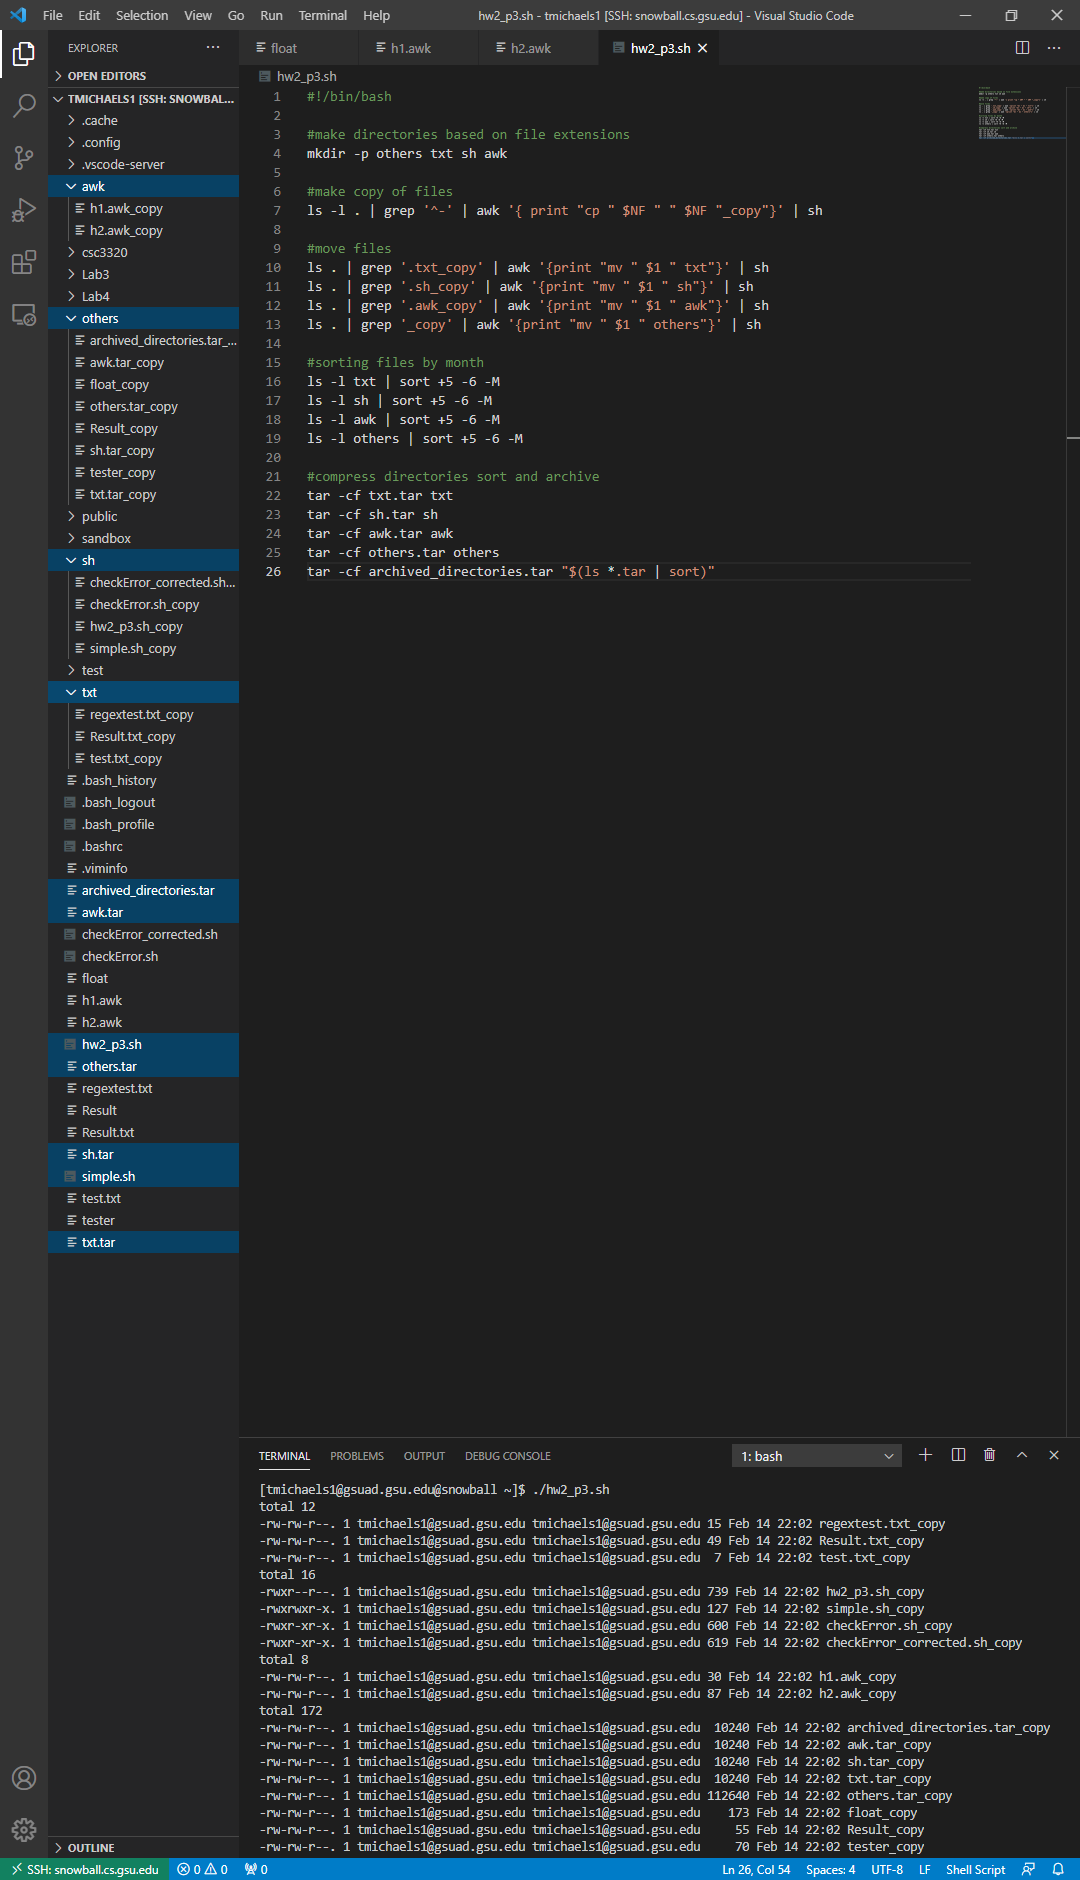 File Edit Selection View Go Run Terminal Help hw2_p3.sh - tmichaels1 [SSH: snowball.cs.gsu.edu] - Visual Studio Code
EXPLORER
OPEN EDITORS
TMICHAELS1 [SSH: SNOWBAL...
.cache
.config
.vscode-server
awk
h1.awk_copy
h2.awk_copy
csc3320
Lab3
Lab4
others
archived_directories.tar_...
awk.tar_copy
float_copy
others.tar_copy
Result_copy
sh.tar_copy
tester_copy
txt.tar_copy
public
sandbox
sh
checkError_corrected.sh...
checkError.sh_copy
hw2_p3.sh_copy
simple.sh_copy
test
txt
regextest.txt_copy
Result.txt_copy
test.txt_copy
.bash_history
.bash_logout
.bash_profile
.bashrc
.viminfo
archived_directories.tar
awk.tar
checkError_corrected.sh
checkError.sh
float
h1.awk
h2.awk
hw2_p3.sh
others.tar
regextest.txt
Result
Result.txt
sh.tar
simple.sh
test.txt
tester
txt.tar
OUTLINE
float h1.awk h2.awk hw2_p3.sh
hw2_p3.sh
1 #!/bin/bash
2
3 #make directories based on file extensions
4 mkdir -p others txt sh awk
5
6 #make copy of files
7 ls -l . | grep '^-' | awk '{ print "cp " $NF " " $NF "_copy"}' | sh
8
9 #move files
10 ls . | grep '.txt_copy' | awk '{print "mv " $1 " txt"}' | sh
11 ls . | grep '.sh_copy' | awk '{print "mv " $1 " sh"}' | sh
12 ls . | grep '.awk_copy' | awk '{print "mv " $1 " awk"}' | sh
13 ls . | grep '_copy' | awk '{print "mv " $1 " others"}' | sh
14
15 #sorting files by month
16 ls -l txt | sort +5 -6 -M
17 ls -l sh | sort +5 -6 -M
18 ls -l awk | sort +5 -6 -M
19 ls -l others | sort +5 -6 -M
20
21 #compress directories sort and archive
22 tar -cf txt.tar txt
23 tar -cf sh.tar sh
24 tar -cf awk.tar awk
25 tar -cf others.tar others
26 tar -cf archived_directories.tar "$(ls *.tar | sort)"
TERMINAL PROBLEMS OUTPUT DEBUG CONSOLE 1: bash
[tmichaels1@gsuad.gsu.edu@snowball ~]$ ./hw2_p3.sh
total 12
-rw-rw-r--. 1 tmichaels1@gsuad.gsu.edu tmichaels1@gsuad.gsu.edu 15 Feb 14 22:02 regextest.txt_copy
-rw-rw-r--. 1 tmichaels1@gsuad.gsu.edu tmichaels1@gsuad.gsu.edu 49 Feb 14 22:02 Result.txt_copy
-rw-rw-r--. 1 tmichaels1@gsuad.gsu.edu tmichaels1@gsuad.gsu.edu 7 Feb 14 22:02 test.txt_copy
total 16
-rwxr--r--. 1 tmichaels1@gsuad.gsu.edu tmichaels1@gsuad.gsu.edu 739 Feb 14 22:02 hw2_p3.sh_copy
-rwxrwxr-x. 1 tmichaels1@gsuad.gsu.edu tmichaels1@gsuad.gsu.edu 127 Feb 14 22:02 simple.sh_copy
-rwxr-xr-x. 1 tmichaels1@gsuad.gsu.edu tmichaels1@gsuad.gsu.edu 600 Feb 14 22:02 checkError.sh_copy
-rwxr-xr-x. 1 tmichaels1@gsuad.gsu.edu tmichaels1@gsuad.gsu.edu 619 Feb 14 22:02 checkError_corrected.sh_copy
total 8
-rw-rw-r--. 1 tmichaels1@gsuad.gsu.edu tmichaels1@gsuad.gsu.edu 30 Feb 14 22:02 h1.awk_copy
-rw-rw-r--. 1 tmichaels1@gsuad.gsu.edu tmichaels1@gsuad.gsu.edu 87 Feb 14 22:02 h2.awk_copy
total 172
-rw-rw-r--. 1 tmichaels1@gsuad.gsu.edu tmichaels1@gsuad.gsu.edu 10240 Feb 14 22:02 archived_directories.tar_copy
-rw-rw-r--. 1 tmichaels1@gsuad.gsu.edu tmichaels1@gsuad.gsu.edu 10240 Feb 14 22:02 awk.tar_copy
-rw-rw-r--. 1 tmichaels1@gsuad.gsu.edu tmichaels1@gsuad.gsu.edu 10240 Feb 14 22:02 sh.tar_copy
-rw-rw-r--. 1 tmichaels1@gsuad.gsu.edu tmichaels1@gsuad.gsu.edu 10240 Feb 14 22:02 txt.tar_copy
-rw-rw-r--. 1 tmichaels1@gsuad.gsu.edu tmichaels1@gsuad.gsu.edu 112640 Feb 14 22:02 others.tar_copy
-rw-rw-r--. 1 tmichaels1@gsuad.gsu.edu tmichaels1@gsuad.gsu.edu 173 Feb 14 22:02 float_copy
-rw-rw-r--. 1 tmichaels1@gsuad.gsu.edu tmichaels1@gsuad.gsu.edu 55 Feb 14 22:02 Result_copy
-rw-rw-r--. 1 tmichaels1@gsuad.gsu.edu tmichaels1@gsuad.gsu.edu 70 Feb 14 22:02 tester_copy
SSH: snowball.cs.gsu.edu 0 0 0 Ln 26, Col 54 Spaces: 4 UTF-8 LF Shell Script